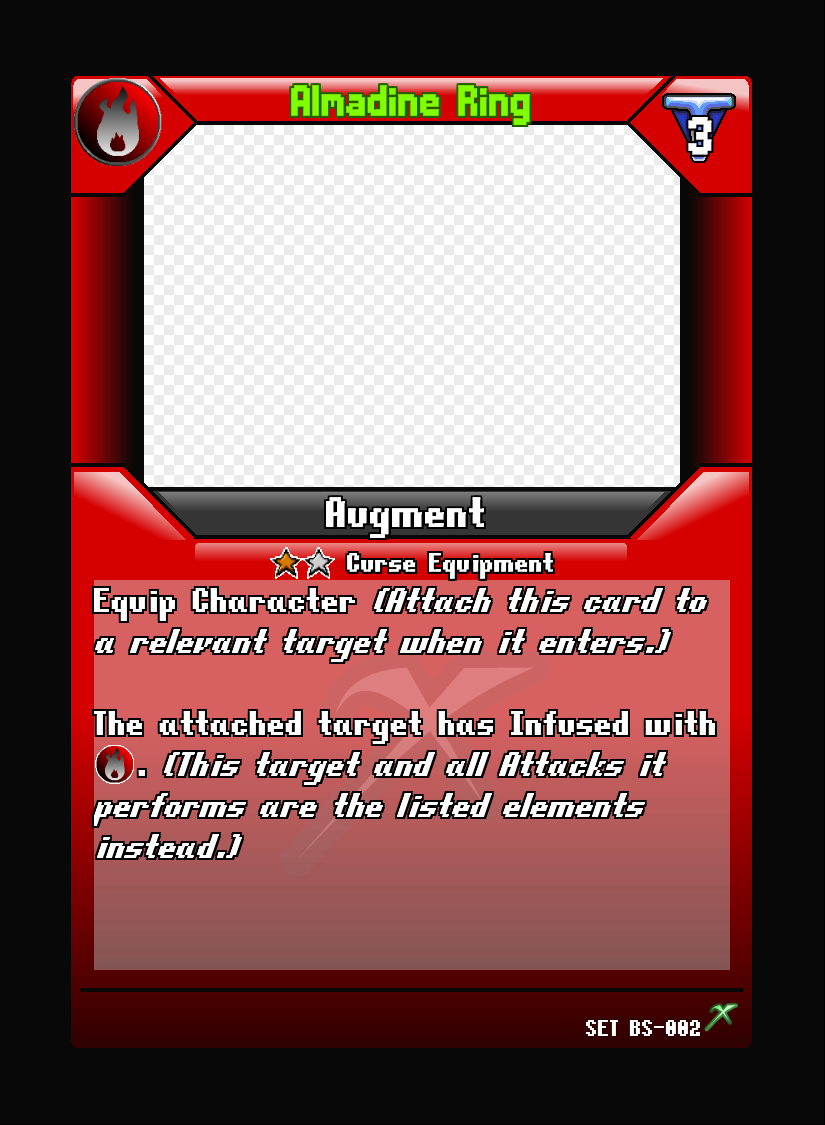 Almadine Ring
3
Augment
Curse Equipment
Equip Character (Attach this card to
a relevant target when it enters.)
The attached target has Infused with
. (This target and all Attacks it
performs are the listed elements
instead.)
SET BS-002